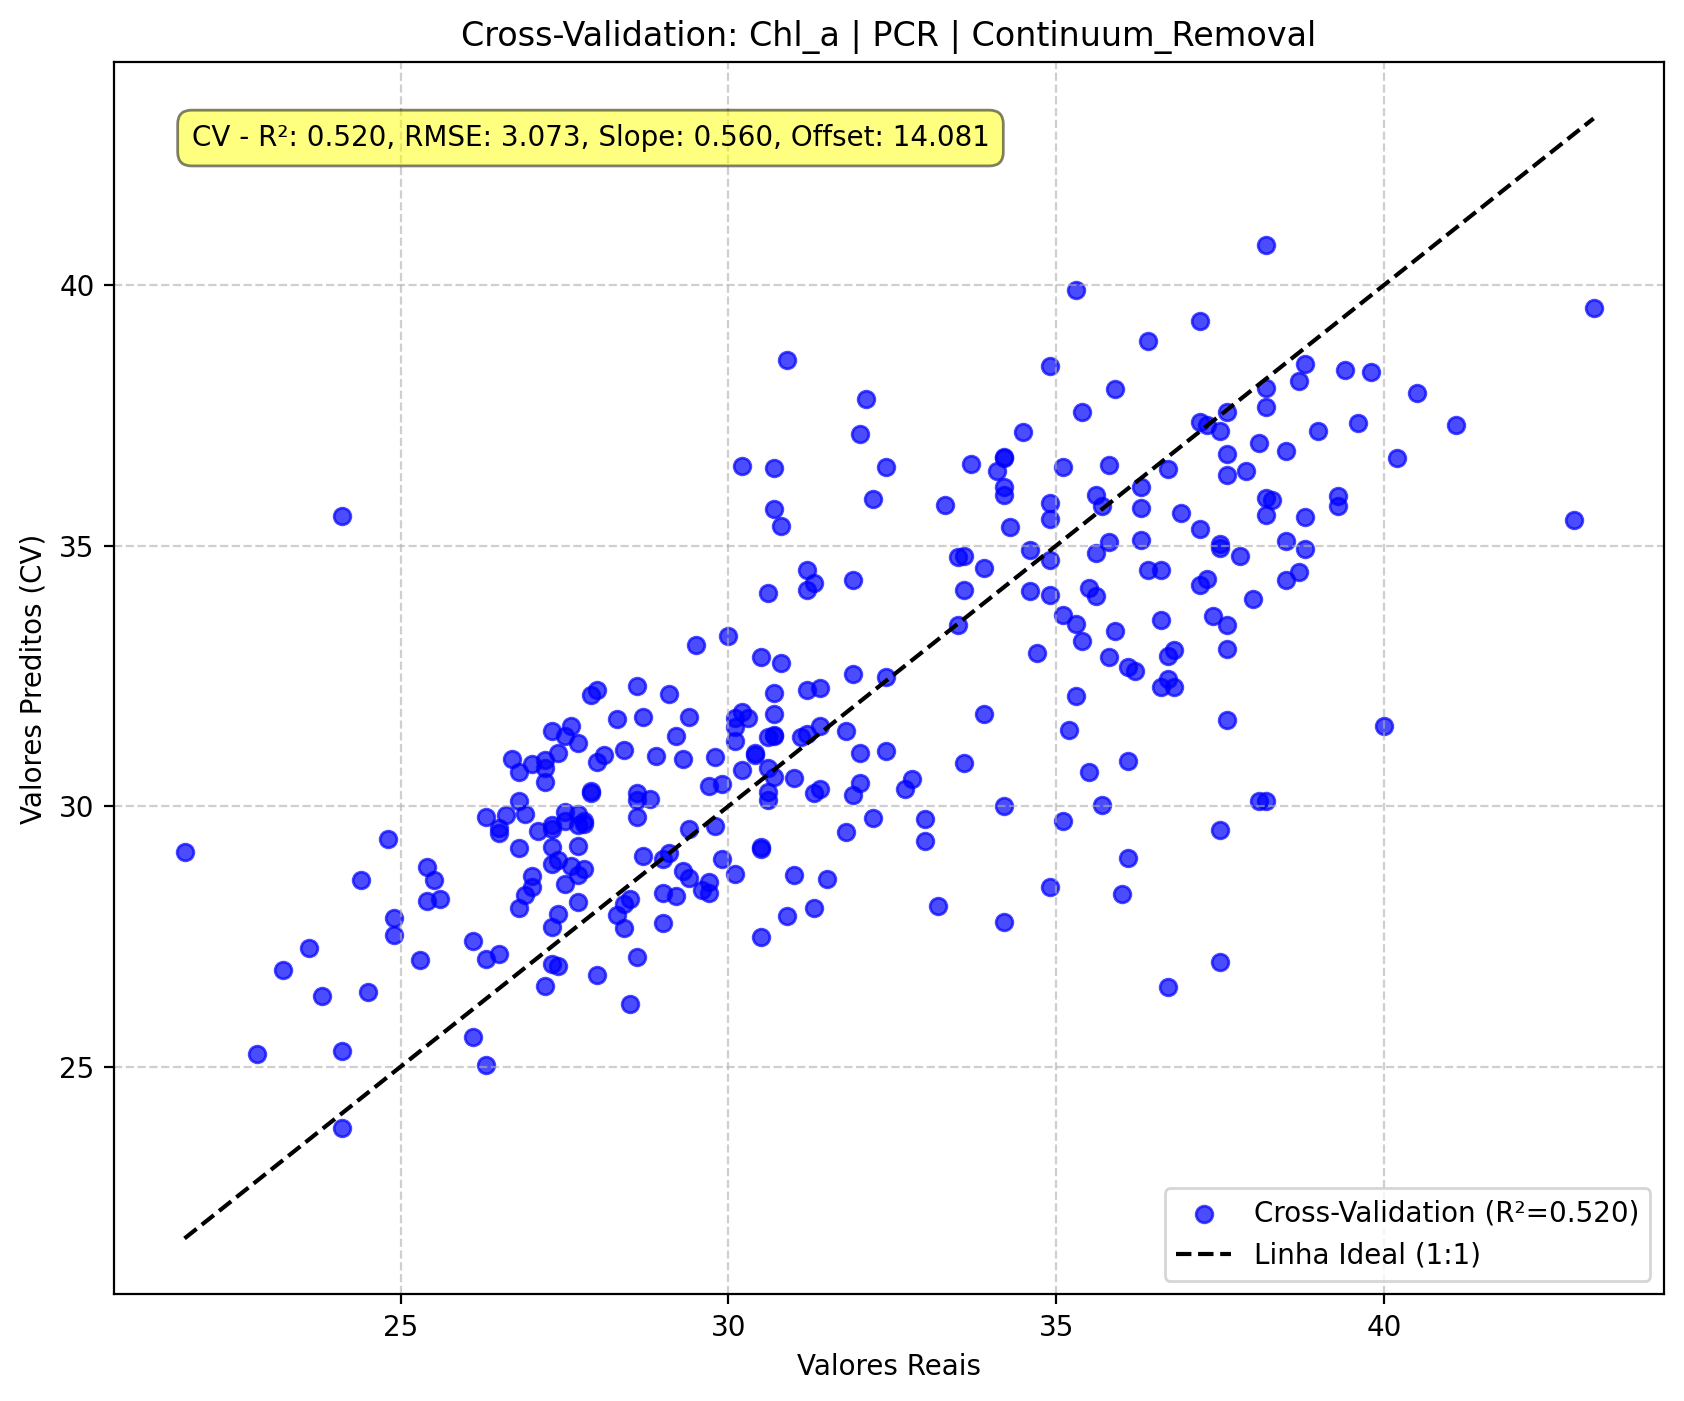 Cross-Validation: Chl_a | PCR | Continuum_Removal
CV - R²: 0.520, RMSE: 3.073, Slope: 0.560, Offset: 14.081
40
35
30
25
Valores Preditos (CV)
Cross-Validation (R²=0.520)
Linha Ideal (1:1)
25 30 35 40
Valores Reais